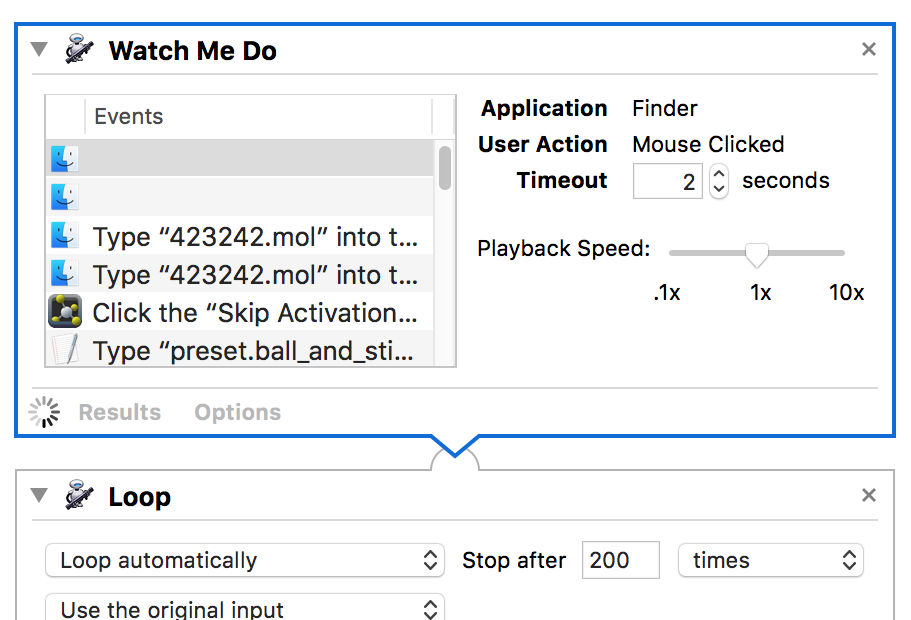 Watch Me Do
Events
Type “423242.mol” into t...
Type “423242.mol” into t...
Click the “Skip Activation...
Type “preset.ball_and_sti...
Application Finder
User Action Mouse Clicked
Timeout 2 seconds
Playback Speed:
.1x 1x 10x
Results Options
Loop
Loop automatically Stop after 200 times
Use the original input